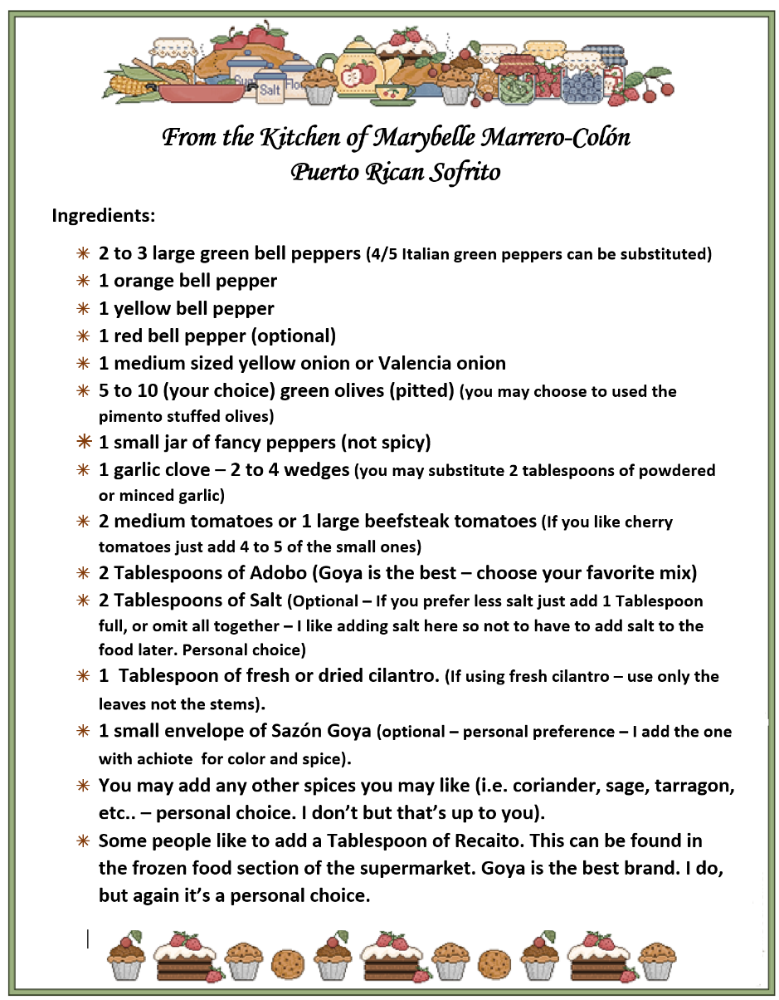 Sugar
Salt
Flo
From the Kitchen of Marybelle Marrero-Colón
Puerto Rican Sofrito
Ingredients:
2 to 3 large green bell peppers (4/5 Italian green peppers can be substituted)
1 orange bell pepper
1 yellow bell pepper
1 red bell pepper (optional)
1 medium sized yellow onion or Valencia onion
5 to 10 (your choice) green olives (pitted) (you may choose to used the
pimento stuffed olives)
1 small jar of fancy peppers (not spicy)
1 garlic clove – 2 to 4 wedges (you may substitute 2 tablespoons of powdered
or minced garlic)
2 medium tomatoes or 1 large beefsteak tomatoes (If you like cherry
tomatoes just add 4 to 5 of the small ones)
2 Tablespoons of Adobo (Goya is the best – choose your favorite mix)
2 Tablespoons of Salt (Optional – If you prefer less salt just add 1 Tablespoon
full, or omit all together – I like adding salt here so not to have to add salt to the
food later. Personal choice)
1 Tablespoon of fresh or dried cilantro. (If using fresh cilantro – use only the
leaves not the stems).
1 small envelope of Sazón Goya (optional – personal preference – I add the one
with achiote for color and spice).
You may add any other spices you may like (i.e. coriander, sage, tarragon,
etc.. – personal choice. I don’t but that’s up to you).
Some people like to add a Tablespoon of Recaito. This can be found in
the frozen food section of the supermarket. Goya is the best brand. I do,
but again it’s a personal choice.